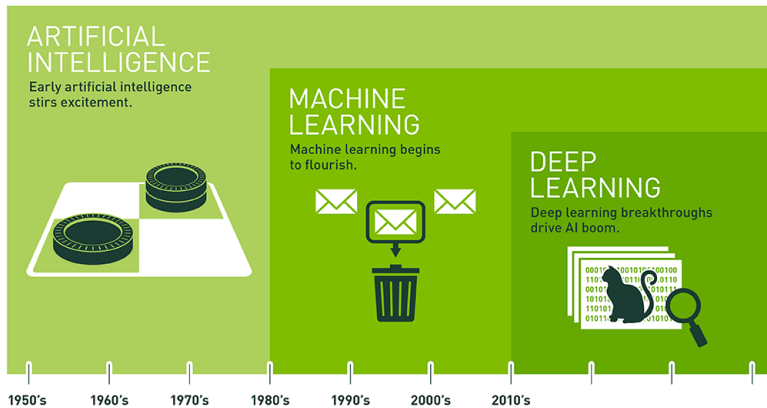 ARTIFICIAL
INTELLIGENCE
Early artificial intelligence
stirs excitement.
MACHINE
LEARNING
Machine learning begins
to flourish.
DEEP
LEARNING
Deep learning breakthroughs
drive AI boom.
1950's 1960's 1970's 1980's 1990's 2000's 2010's